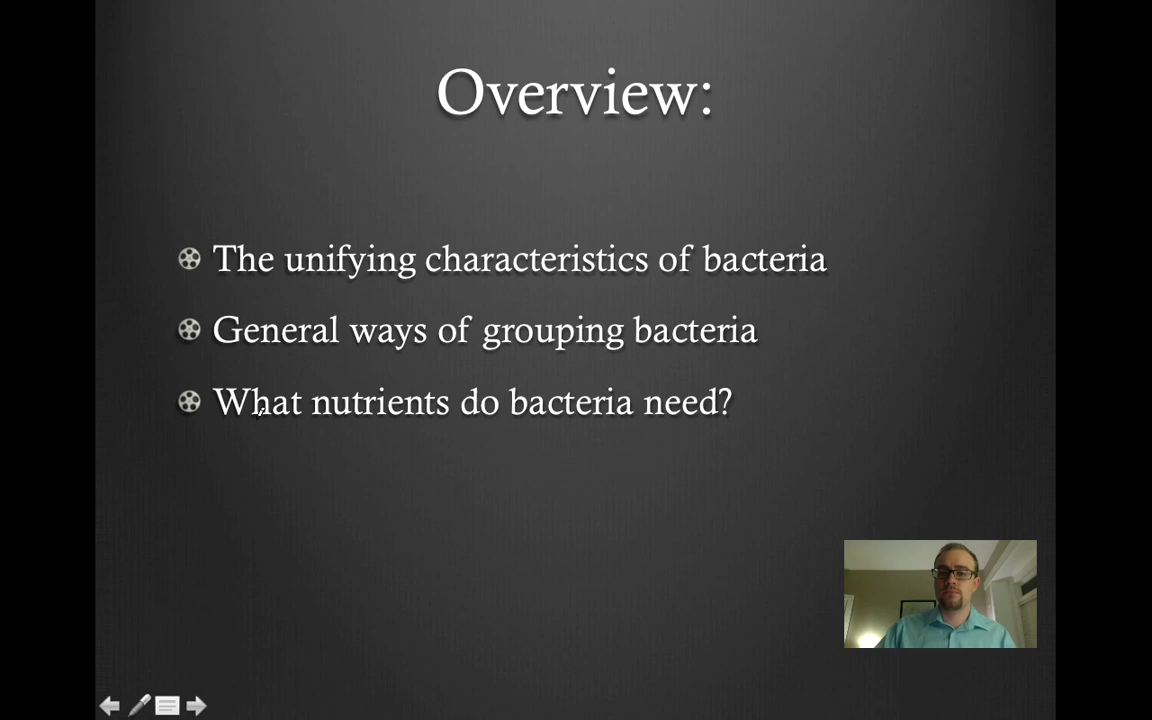 Overview:
The unifying characteristics of bacteria
General ways of grouping bacteria
What nutrients do bacteria need?